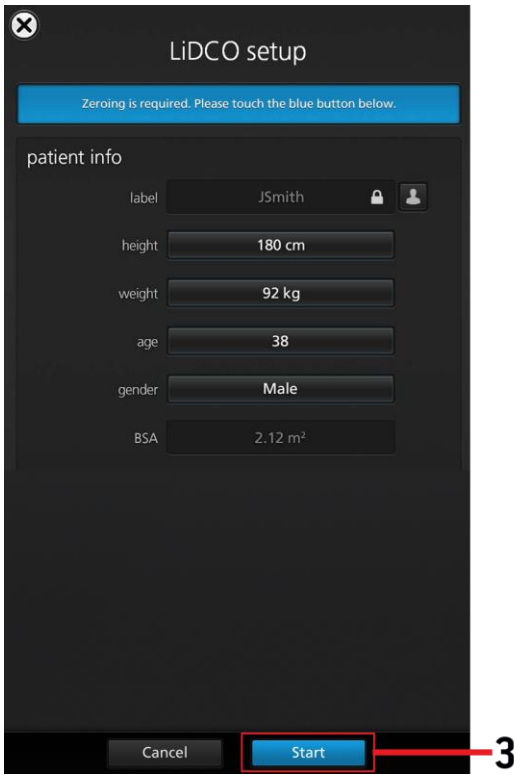 LiDCO setup
Zeroing is required. Please touch the blue button below.
patient info
label JSmith
height 180 cm
weight 92 kg
age 38
gender Male
BSA 2.12 m²
Cancel Start 3